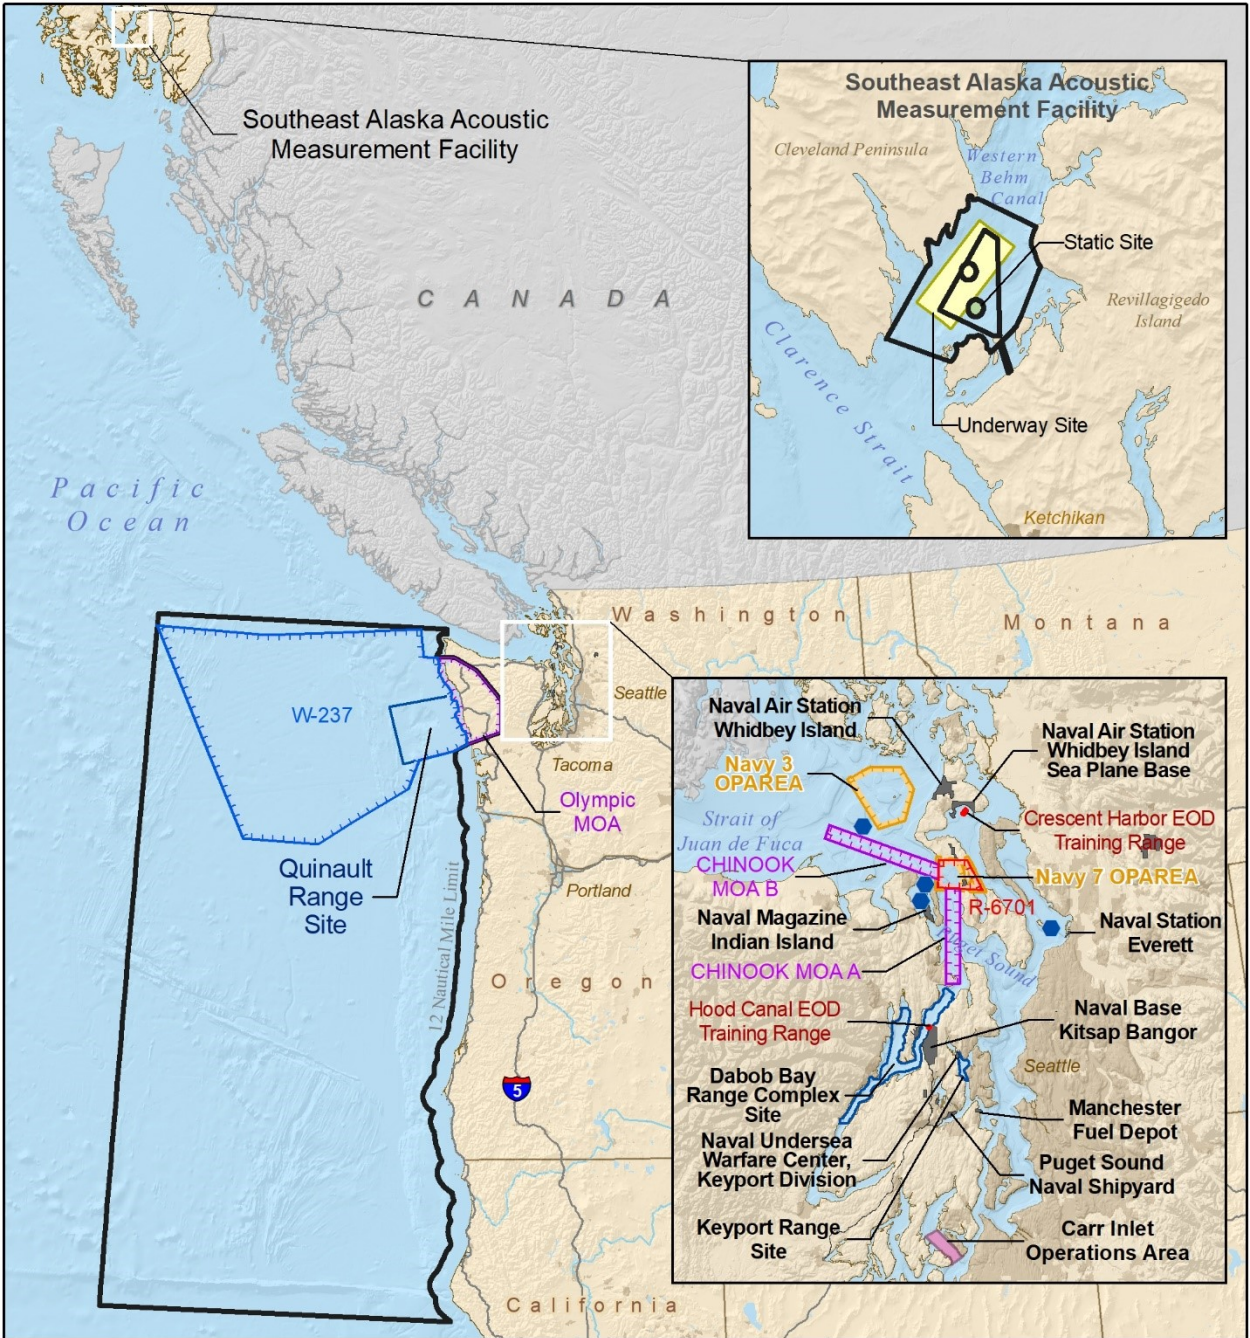 Southeast Alaska Acoustic
Measurement Facility
CANADA
Pacific
Ocean
Washington
Montana
Seattle
Tacoma
W-237
Olympic
MOA
Quinault
Range
Site
Portland
12 Nautical Mile Limit
Oregon
5
California
Southeast Alaska Acoustic
Measurement Facility
Cleveland Peninsula
Western
Behm
Canal
Static Site
Revillagigedo
Island
Clarence Strait
Underway Site
Ketchikan
Naval Air Station
Whidbey Island
Naval Air Station
Whidbey Island
Sea Plane Base
Navy 3
OPAREA
Strait of
Juan de Fuca
Crescent Harbor EOD
Training Range
CHINOOK
MOA B
Navy 7 OPAREA
R-6701
Naval Magazine
Indian Island
Naval Station
Everett
Puget Sound
CHINOOK MOA A
Hood Canal EOD
Training Range
Naval Base
Kitsap Bangor
Seattle
Dabob Bay
Range Complex
Site
Manchester
Fuel Depot
Naval Undersea
Warfare Center,
Keyport Division
Puget Sound
Naval Shipyard
Keyport Range
Site
Carr Inlet
Operations Area